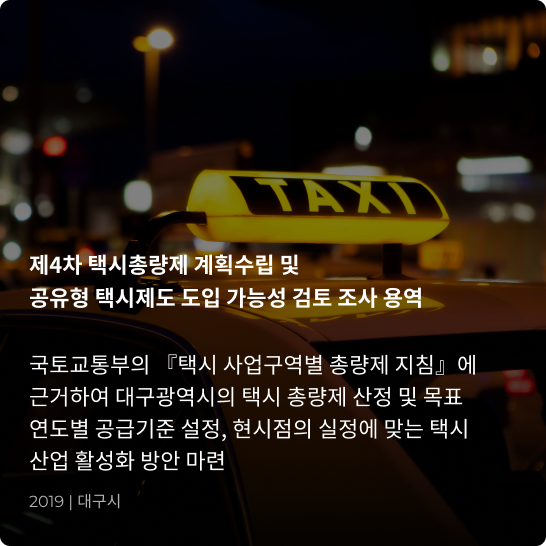 TAXI
제4차 택시총량제 계획수립 및
공유형 택시제도 도입 가능성 검토 조사 용역
국토교통부의 『택시 사업구역별 총량제 지침』에
근거하여 대구광역시의 택시 총량제 산정 및 목표
연도별 공급기준 설정, 현시점의 실정에 맞는 택시
산업 활성화 방안 마련
2019 | 대구시